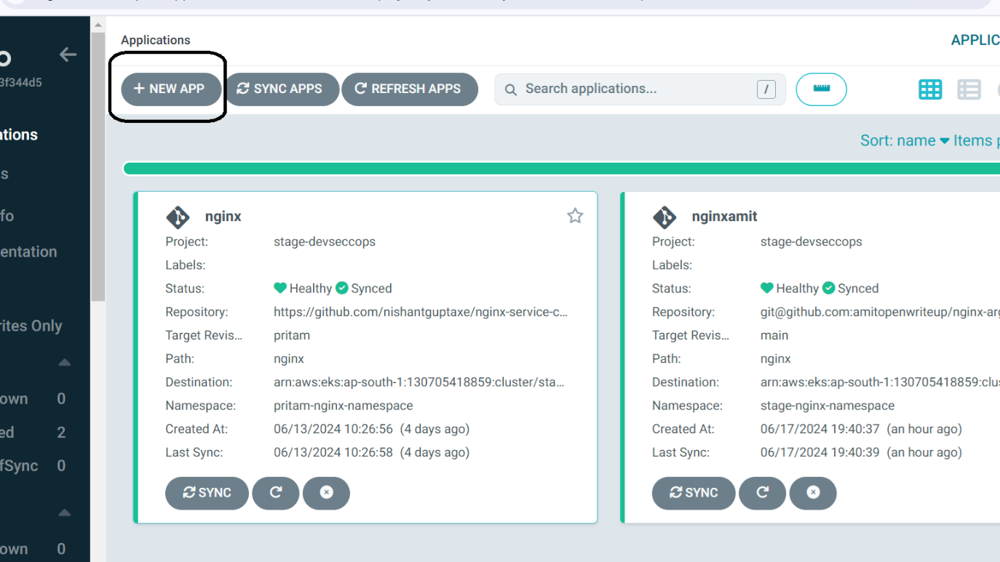 Applications
APPLIC
o
3f344d5
+ NEW APP
SYNC APPS
REFRESH APPS
Search applications...
/
ations
s
fo
entation
rites Only
own 0
ed 2
fSync 0
own 0
Sort: name Items p
nginx
Project: stage-devseccops
Labels:
Status: Healthy Synced
Repository: https://github.com/nishantguptaxe/nginx-service-c...
Target Revis... pritam
Path: nginx
Destination: arn:aws:eks:ap-south-1:130705418859:cluster/sta...
Namespace: pritam-nginx-namespace
Created At: 06/13/2024 10:26:56 (4 days ago)
Last Sync: 06/13/2024 10:26:58 (4 days ago)
SYNC
nginxamit
Project: stage-devseccops
Labels:
Status: Healthy Synced
Repository: git@github.com:amitopenwriteup/nginx-arg
Target Revis... main
Path: nginx
Destination: arn:aws:eks:ap-south-1:130705418859:clus
Namespace: stage-nginx-namespace
Created At: 06/17/2024 19:40:37 (an hour ago)
Last Sync: 06/17/2024 19:40:39 (an hour ago)
SYNC